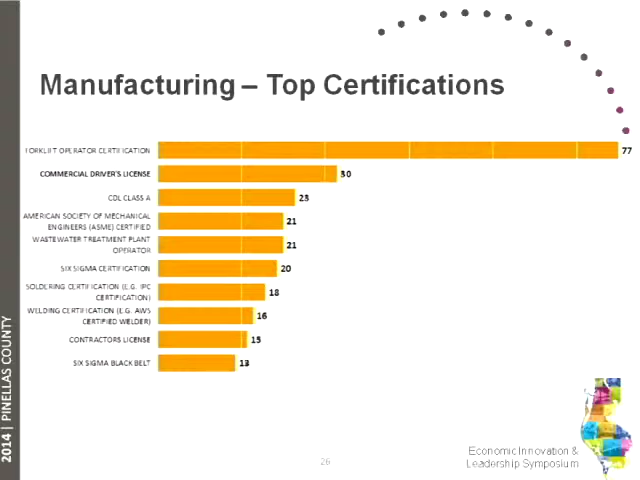 Manufacturing – Top Certifications
FORKLIFT OPERATOR CERTIFICATION
77
COMMERCIAL DRIVER'S LICENSE
30
CDL CLASS A
23
AMERICAN SOCIETY OF MECHANICAL
ENGINEERS (ASME) CERTIFIED
21
WASTEWATER TREATMENT PLANT
OPERATOR
21
SIX SIGMA CERTIFICATION
20
SOLDERING CERTIFICATION (E.G. IPC
CERTIFICATION)
18
WELDING CERTIFICATION (E.G. AWS
CERTIFIED WELDER)
16
CONTRACTORS LICENSE
15
SIX SIGMA BLACK BELT
13
2014 | PINELLAS COUNTY
26
Economic Innovation &
Leadership Symposium